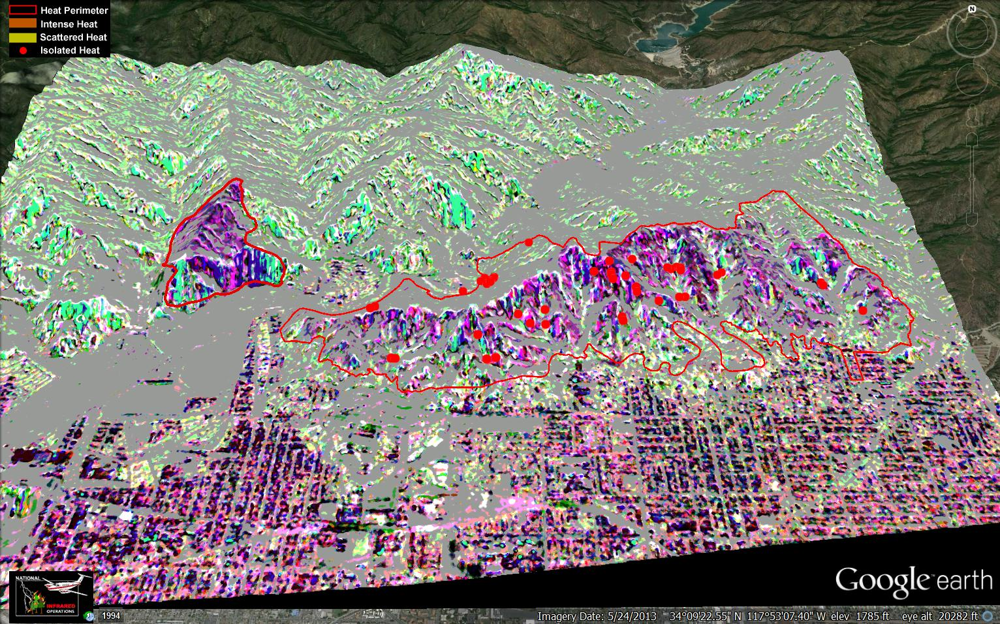 Heat Perimeter
Intense Heat
Scattered Heat
Isolated Heat
N
NATIONAL
INFRARED
OPERATIONS
1994
Google earth
Imagery Date: 5/24/2013 34°09'22.55" N 117°53'07.40" W elev 1785 ft eye alt 20282 ft